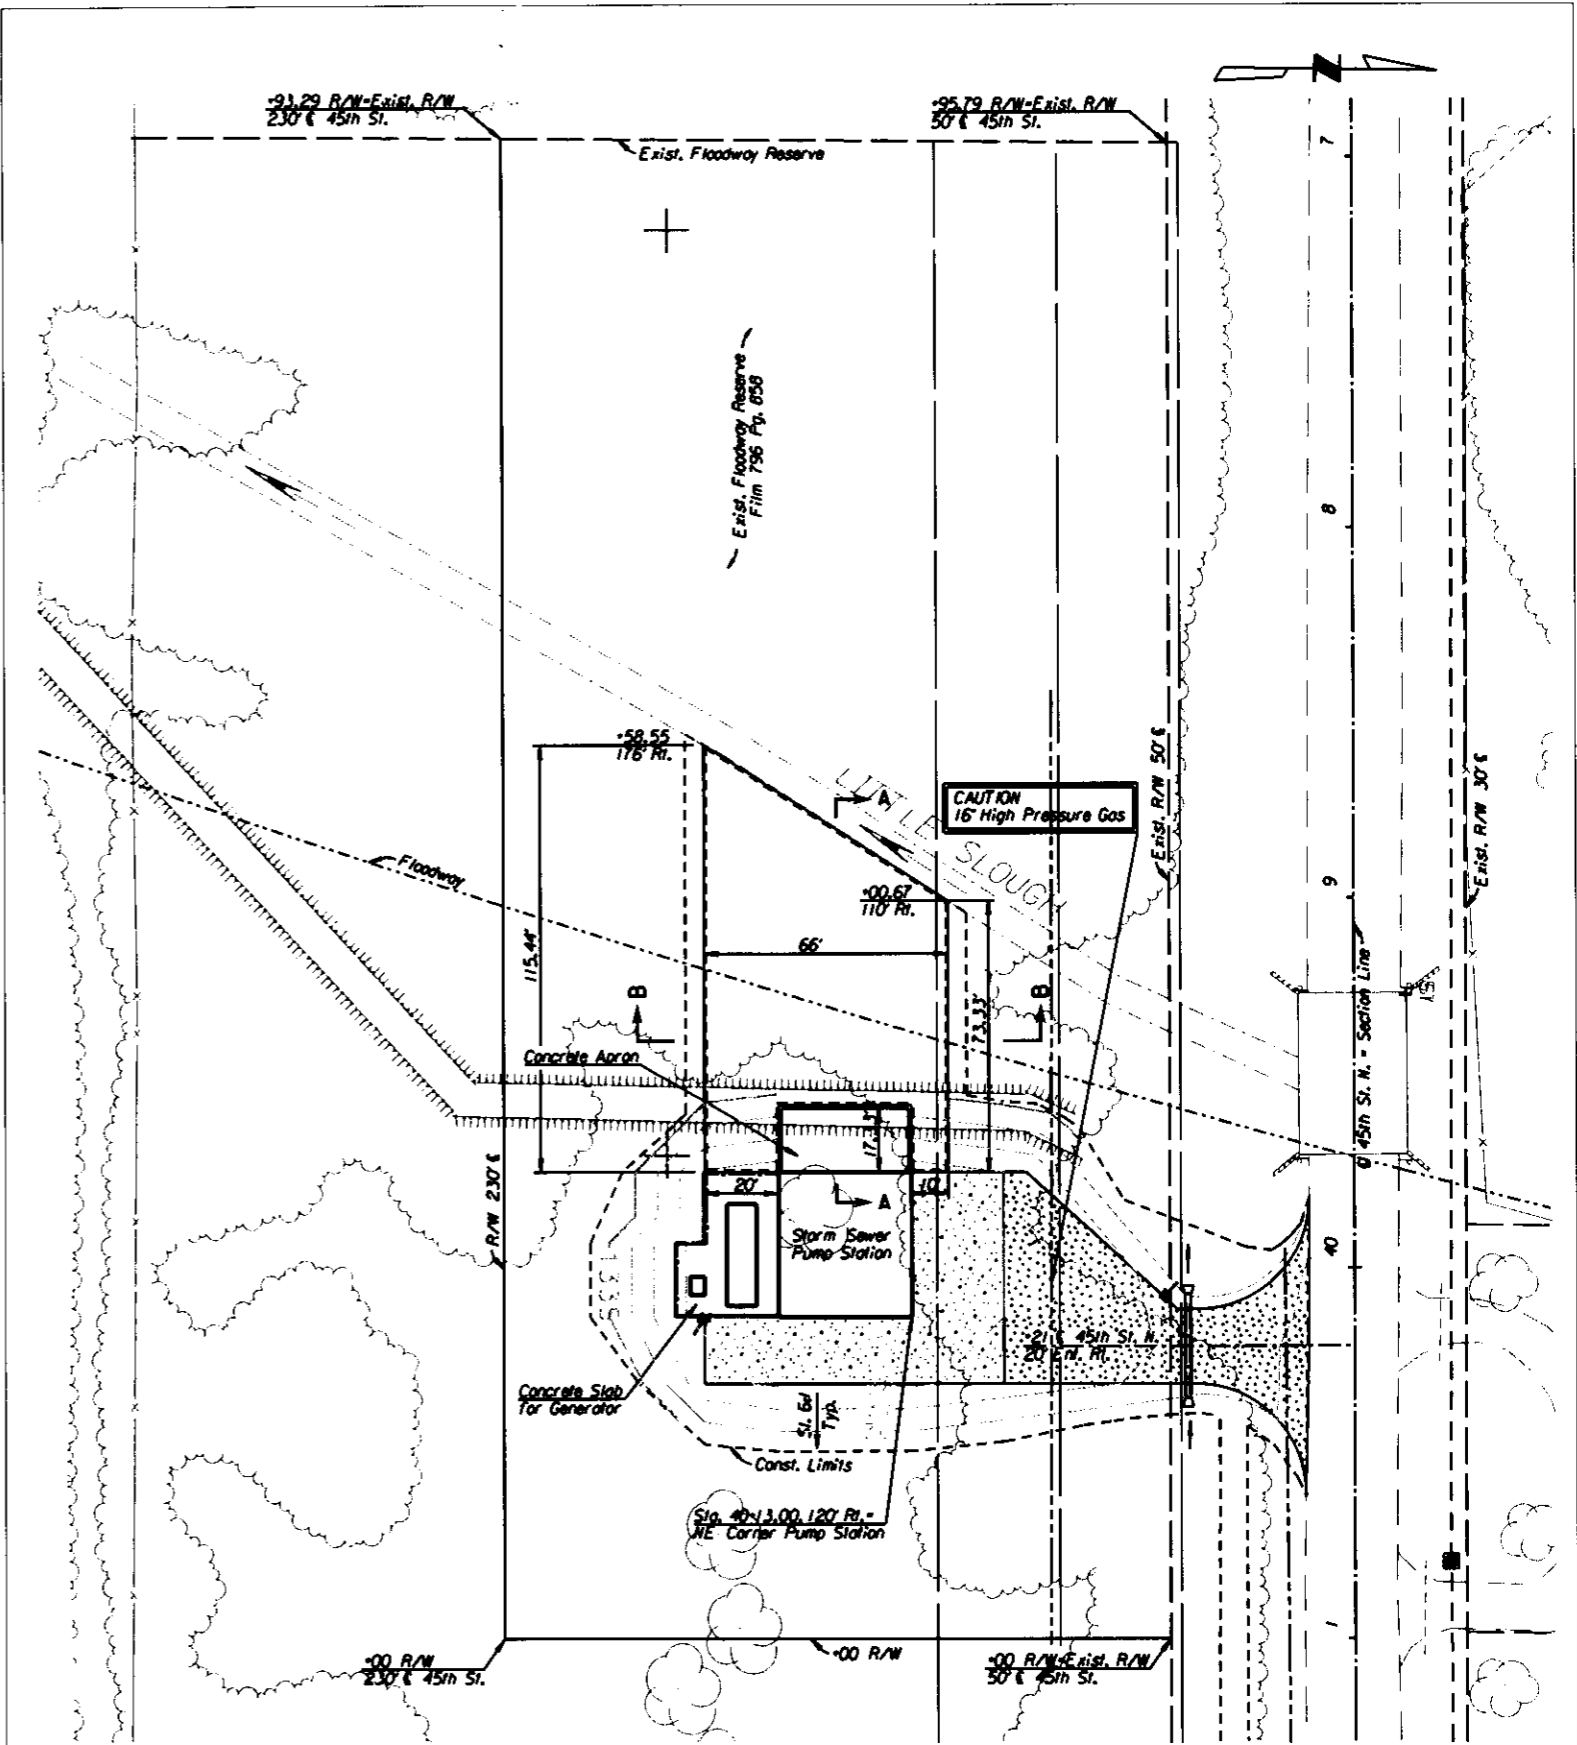 +93.29 R/W=Exist. R/W
230' ℄ 45th St.
+95.79 R/W=Exist. R/W
50' ℄ 45th St.
N
7
Exist. Floodway Reserve
Exist. Floodway Reserve
Film 796 Pg. 858
8
+58.55
176' Rt.
LITTLE SLOUGH
A
CAUTION
16" High Pressure Gas
Exist. R/W 50' ℄
Exist. R/W 30' ℄
Floodway
+00.67
110' Rt.
9
115.44'
66'
73.33'
B
B
℄ 45th St. N. = Section Line
Concrete Apron
17.33'
R/W 230' ℄
20'
10'
A
Storm Sewer
Pump Station
40
1335
+21 ℄ 45th St. N.
20' Ent. Rt.
Concrete Slab
for Generator
Typ.
Const. Limits
Sta. 40+13.00, 120' Rt.=
NE Corner Pump Station
1
+00 R/W
230' ℄ 45th St.
+00 R/W
+00 R/W=Exist. R/W
50' ℄ 45th St.